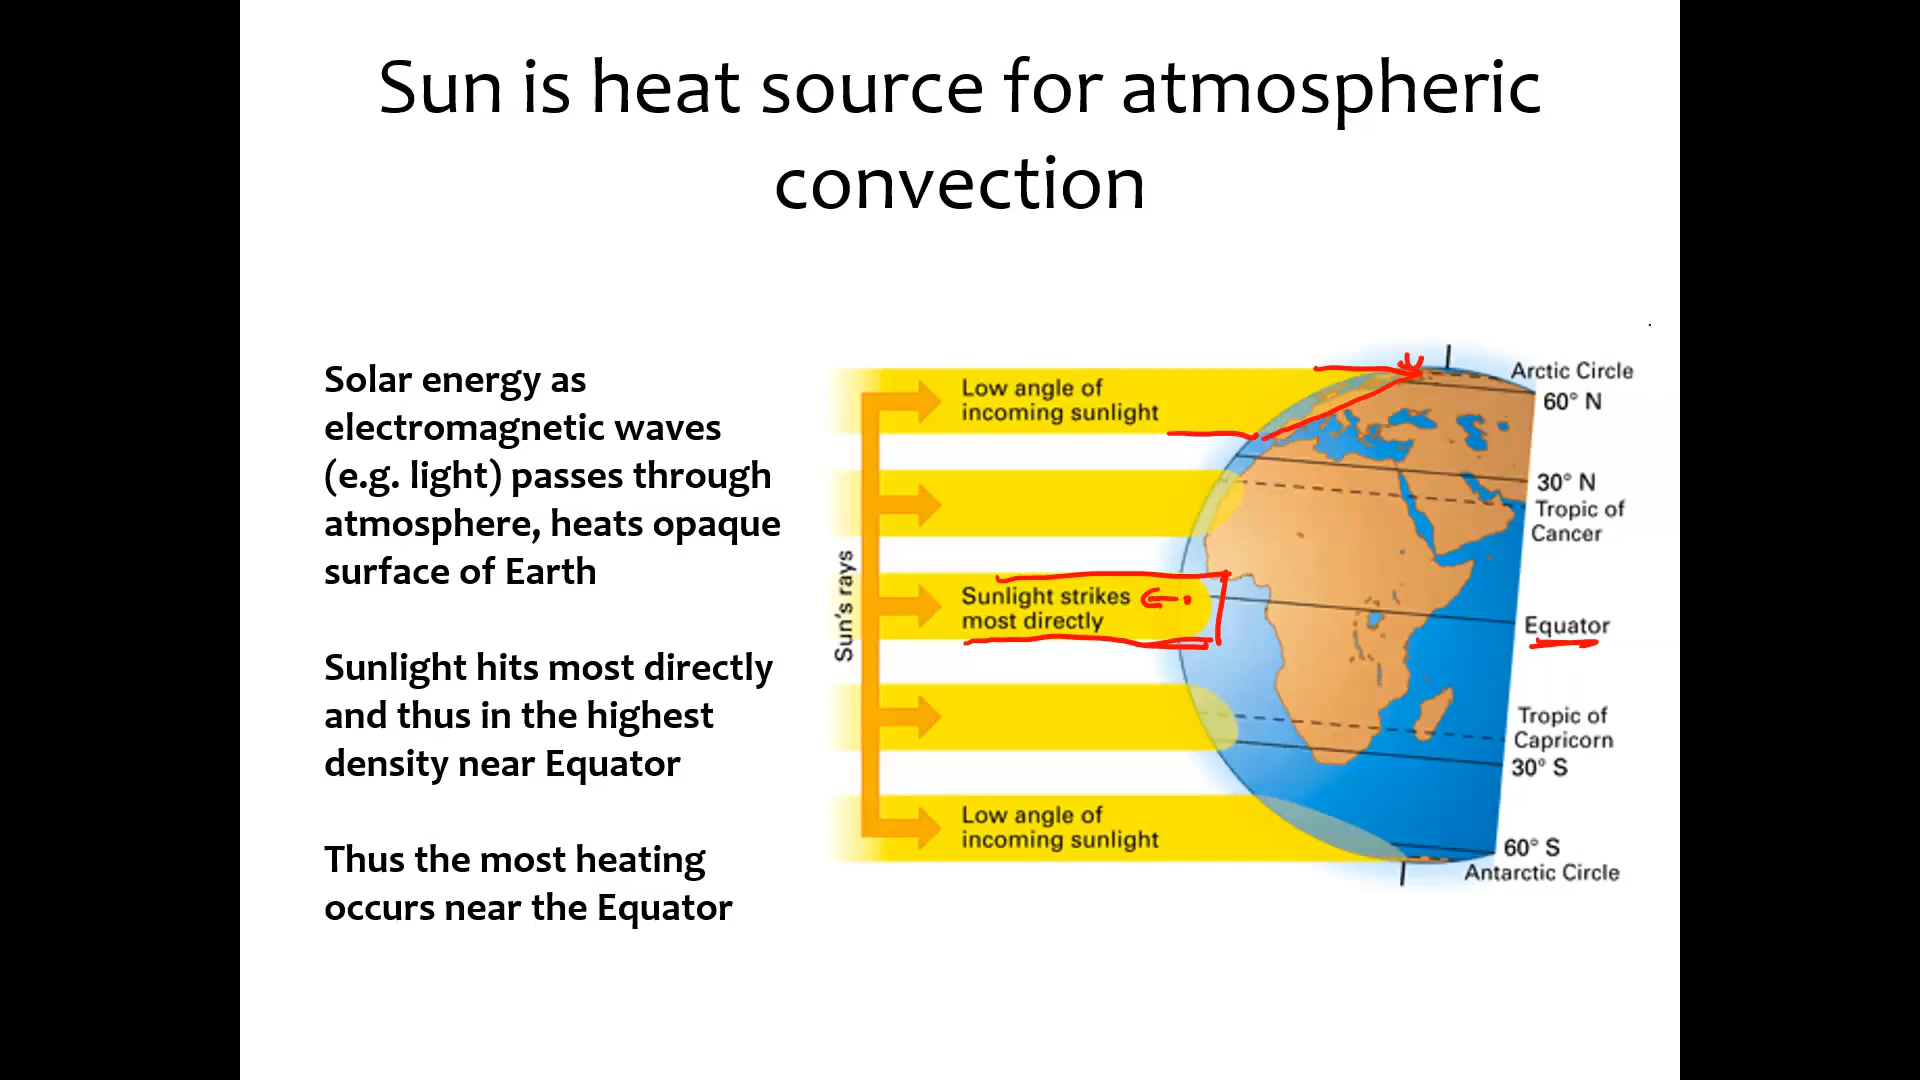 Sun is heat source for atmospheric
convection
Solar energy as
electromagnetic waves
(e.g. light) passes through
atmosphere, heats opaque
surface of Earth
Sunlight hits most directly
and thus in the highest
density near Equator
Thus the most heating
occurs near the Equator
Sun's rays
Low angle of
incoming sunlight
Sunlight strikes
most directly
Low angle of
incoming sunlight
Arctic Circle
60° N
30° N
Tropic of
Cancer
Equator
Tropic of
Capricorn
30° S
60° S
Antarctic Circle